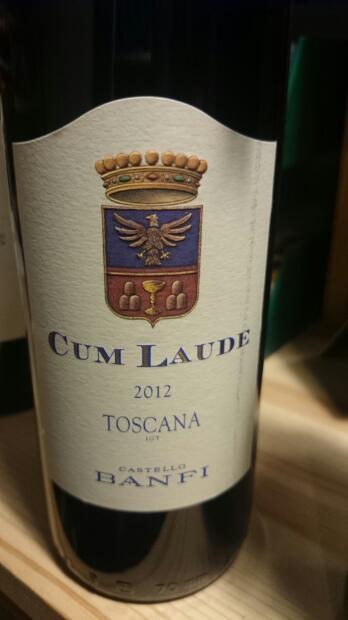 CUM LAUDE
2012
TOSCANA
IGT
CASTELLO
BANFI